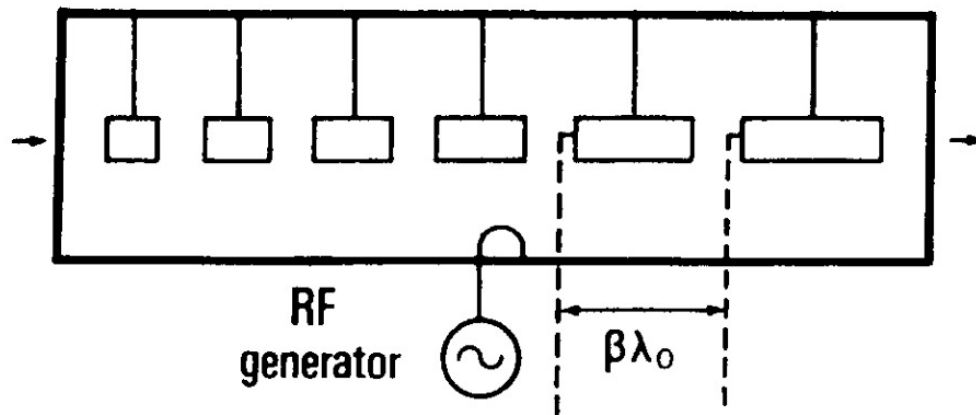 RF
generator
βλ₀